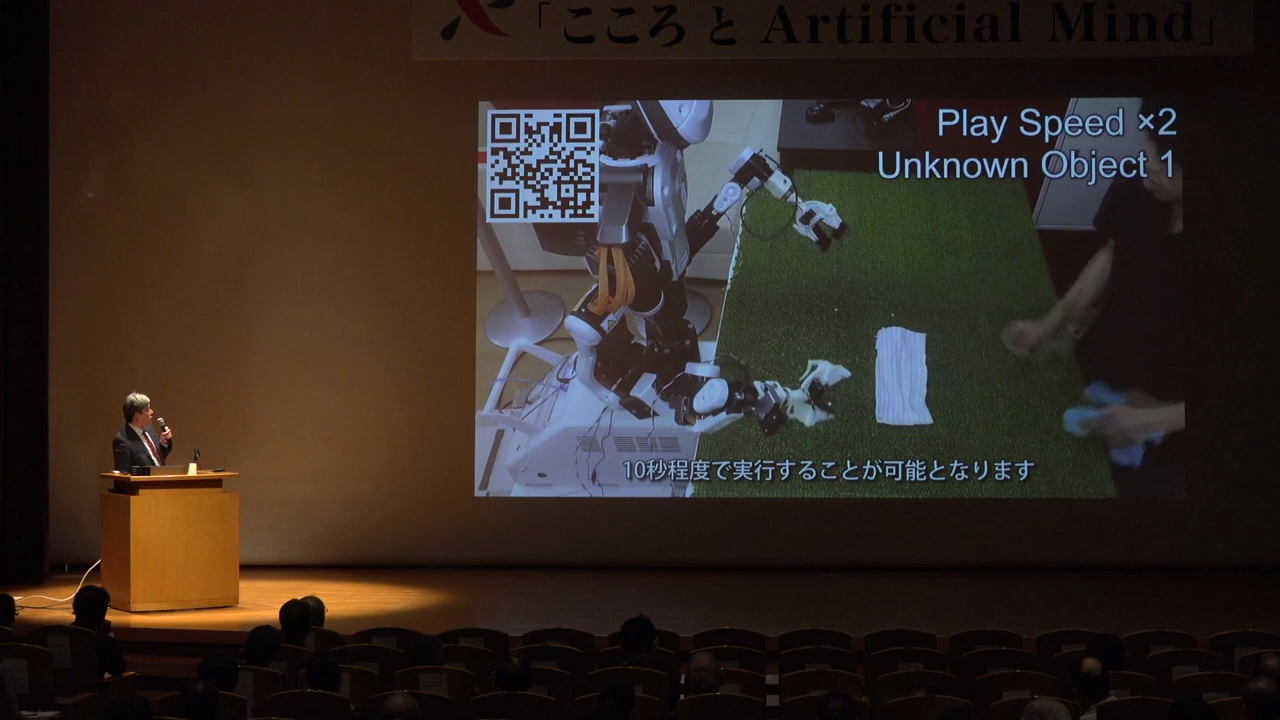 「こころ と Artificial Mind」
Play Speed ×2
Unknown Object 1
10秒程度で実行することが可能となります